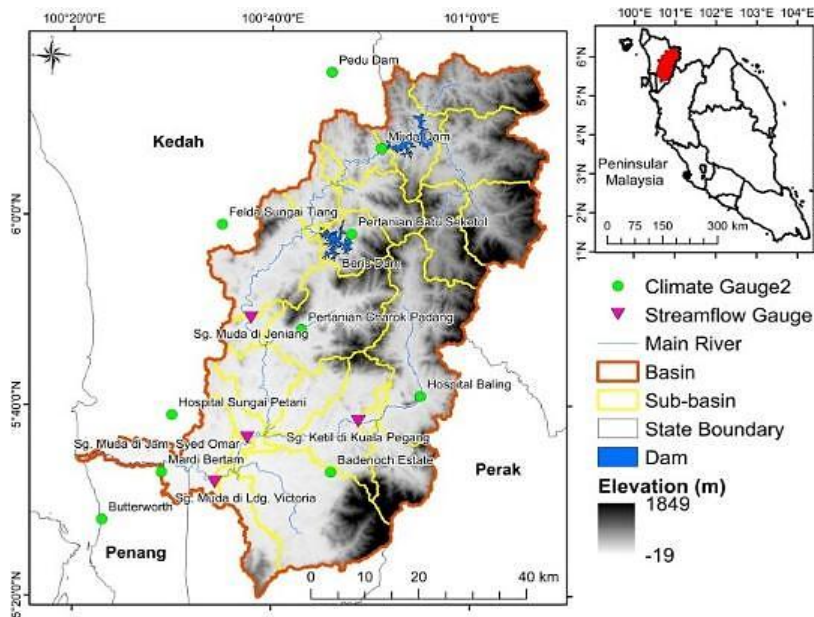 100°20'E
100°40'E
101°0'E
Pedu Dam
Kedah
Muda Dam
6°0'0"N
Felda Sungai Tiang
Pertanian Batu Seketol
Beris Dam
Pertanian Charok Padang
Sg. Muda di Jeniang
Hospital Baling
5°40'0"N
Hospital Sungai Petani
Sg. Muda di Jam. Syed Omar
Sg. Ketil di Kuala Pegang
Mardi Bertam
Badenoch Estate
Perak
Sg. Muda di Ldg. Victoria
Butterworth
Penang
0 5 10 20 40 km
5°20'0"N
100°E 101°E 102°E 103°E 104°E
6°N
5°N
4°N
3°N
2°N
1°N
Peninsular
Malaysia
0 75 150 300 km
Climate Gauge2
Streamflow Gauge
Main River
Basin
Sub-basin
State Boundary
Dam
Elevation (m)
1849
-19